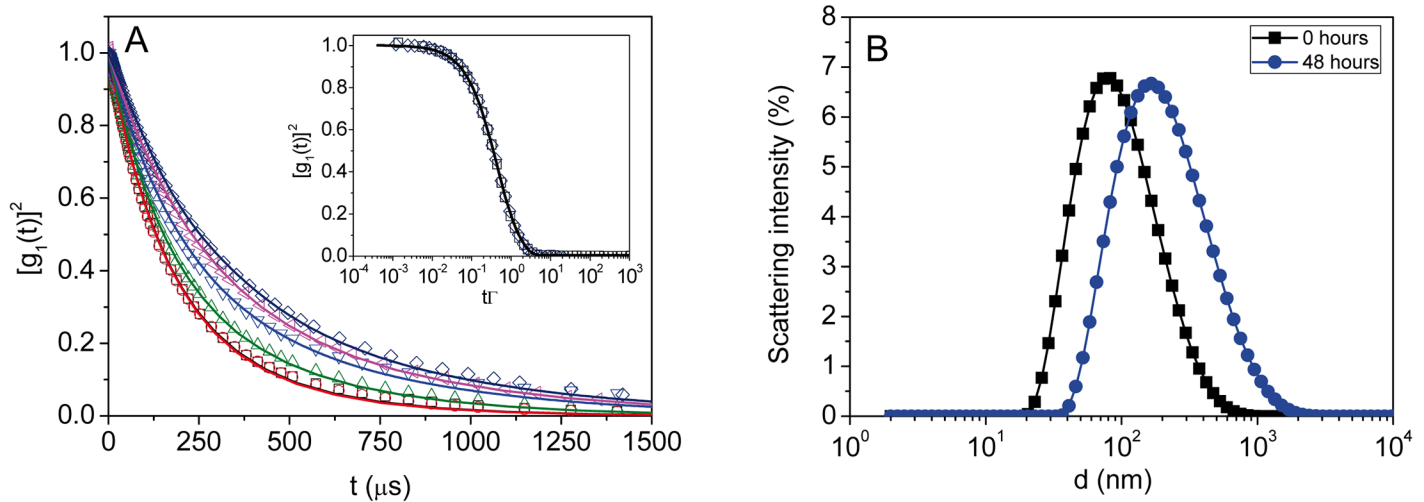 A
1.0
0.8
0.6
0.4
0.2
0.0
[g₁(t)]²
0 250 500 750 1000 1250 1500
t (μs)
1.0
0.8
0.6
0.4
0.2
0.0
[g₁(t)]²
10⁻⁴ 10⁻³ 10⁻² 10⁻¹ 10⁰ 10¹ 10² 10³
tΓ
B
0 hours
48 hours
8
7
6
5
4
3
2
1
0
Scattering intensity (%)
10⁰ 10¹ 10² 10³ 10⁴
d (nm)